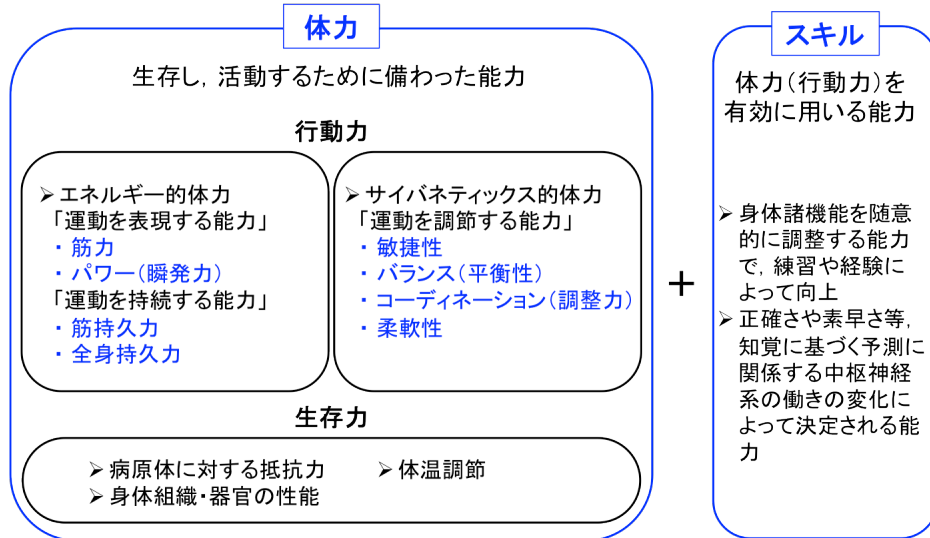 体力
生存し，活動するために備わった能力
行動力
➢ エネルギー的体力
「運動を表現する能力」
・筋力
・パワー（瞬発力）
「運動を持続する能力」
・筋持久力
・全身持久力
➢ サイバネティックス的体力
「運動を調節する能力」
・敏捷性
・バランス（平衡性）
・コーディネーション（調整力）
・柔軟性
生存力
➢ 病原体に対する抵抗力
➢ 身体組織・器官の性能
➢ 体温調節
＋
スキル
体力（行動力）を
有効に用いる能力
➢ 身体諸機能を随意
的に調整する能力
で，練習や経験に
よって向上
➢ 正確さや素早さ等，
知覚に基づく予測に
関係する中枢神経
系の働きの変化に
よって決定される能
力